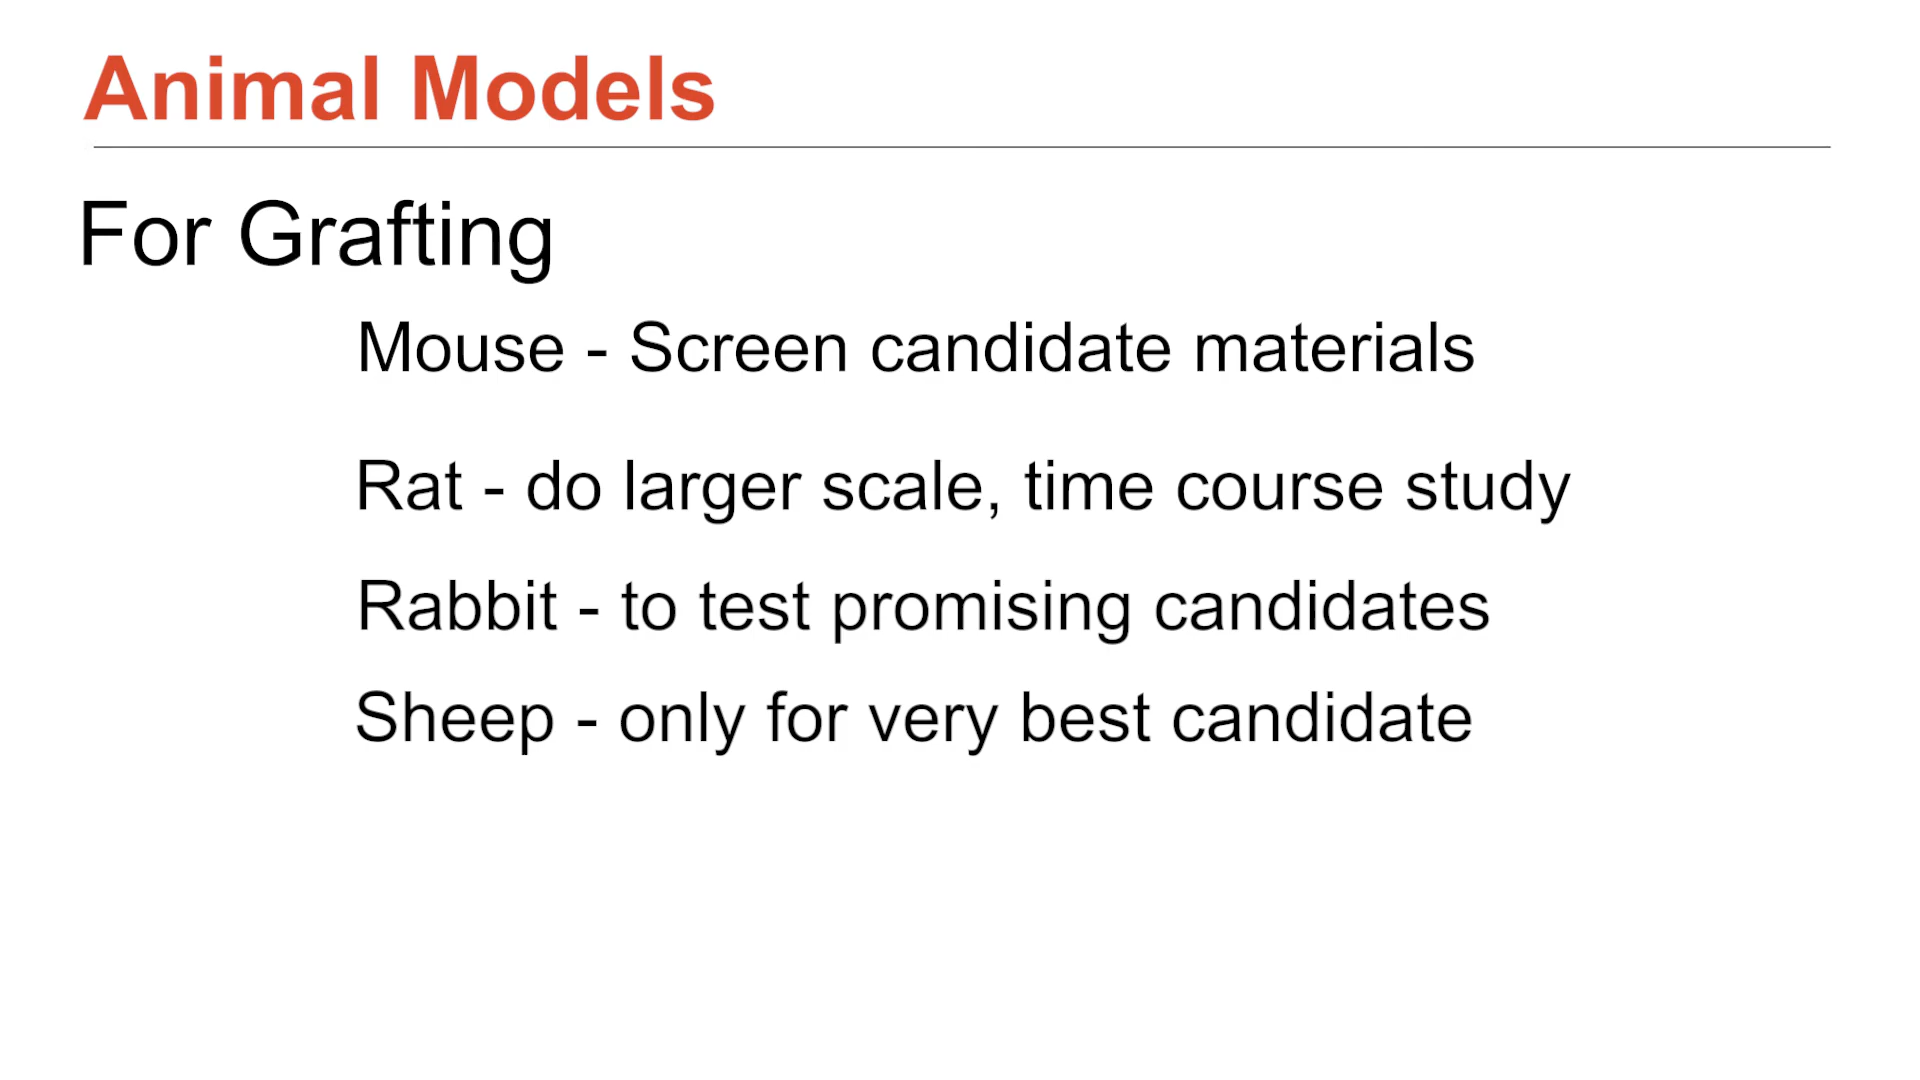 Animal Models
For Grafting
Mouse - Screen candidate materials
Rat - do larger scale, time course study
Rabbit - to test promising candidates
Sheep - only for very best candidate